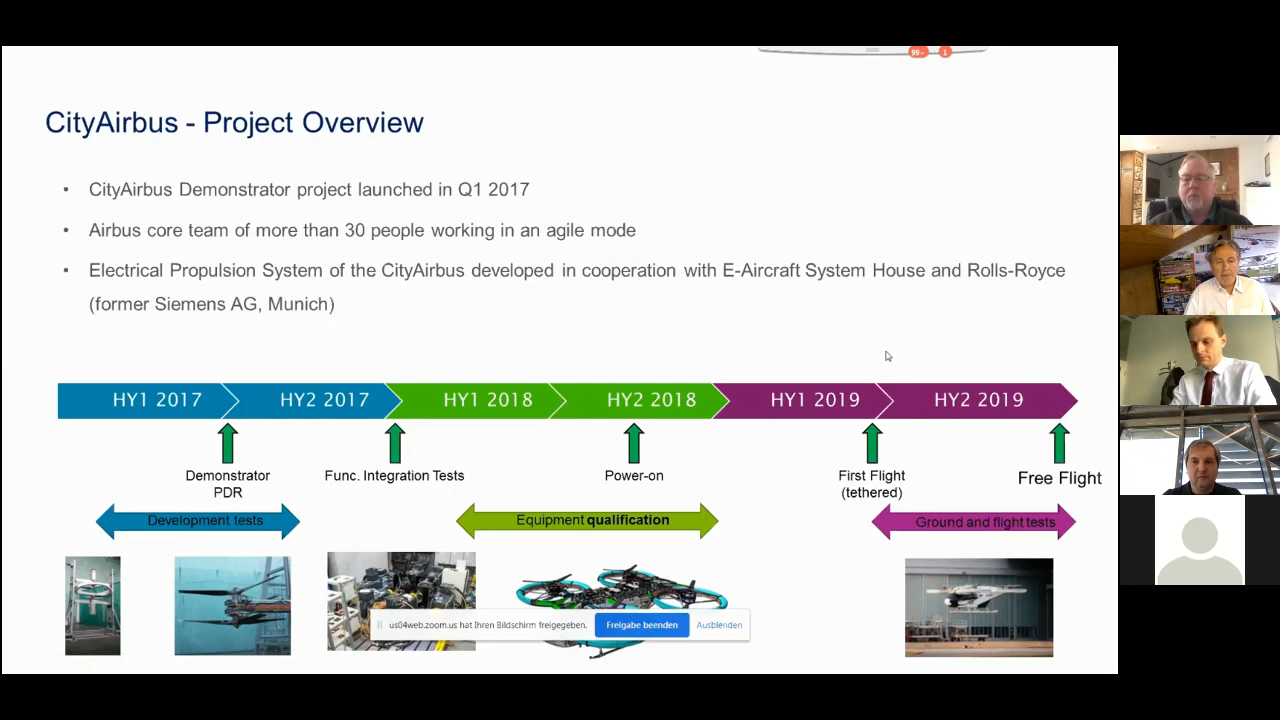 99+ 1
CityAirbus - Project Overview
• CityAirbus Demonstrator project launched in Q1 2017
• Airbus core team of more than 30 people working in an agile mode
• Electrical Propulsion System of the CityAirbus developed in cooperation with E-Aircraft System House and Rolls-Royce
(former Siemens AG, Munich)
HY1 2017 HY2 2017 HY1 2018 HY2 2018 HY1 2019 HY2 2019
Demonstrator
PDR
Func. Integration Tests
Power-on
First Flight
(tethered)
Free Flight
Development tests
Equipment qualification
Ground and flight tests
us04web.zoom.us hat Ihren Bildschirm freigegeben. Freigabe beenden Ausblenden